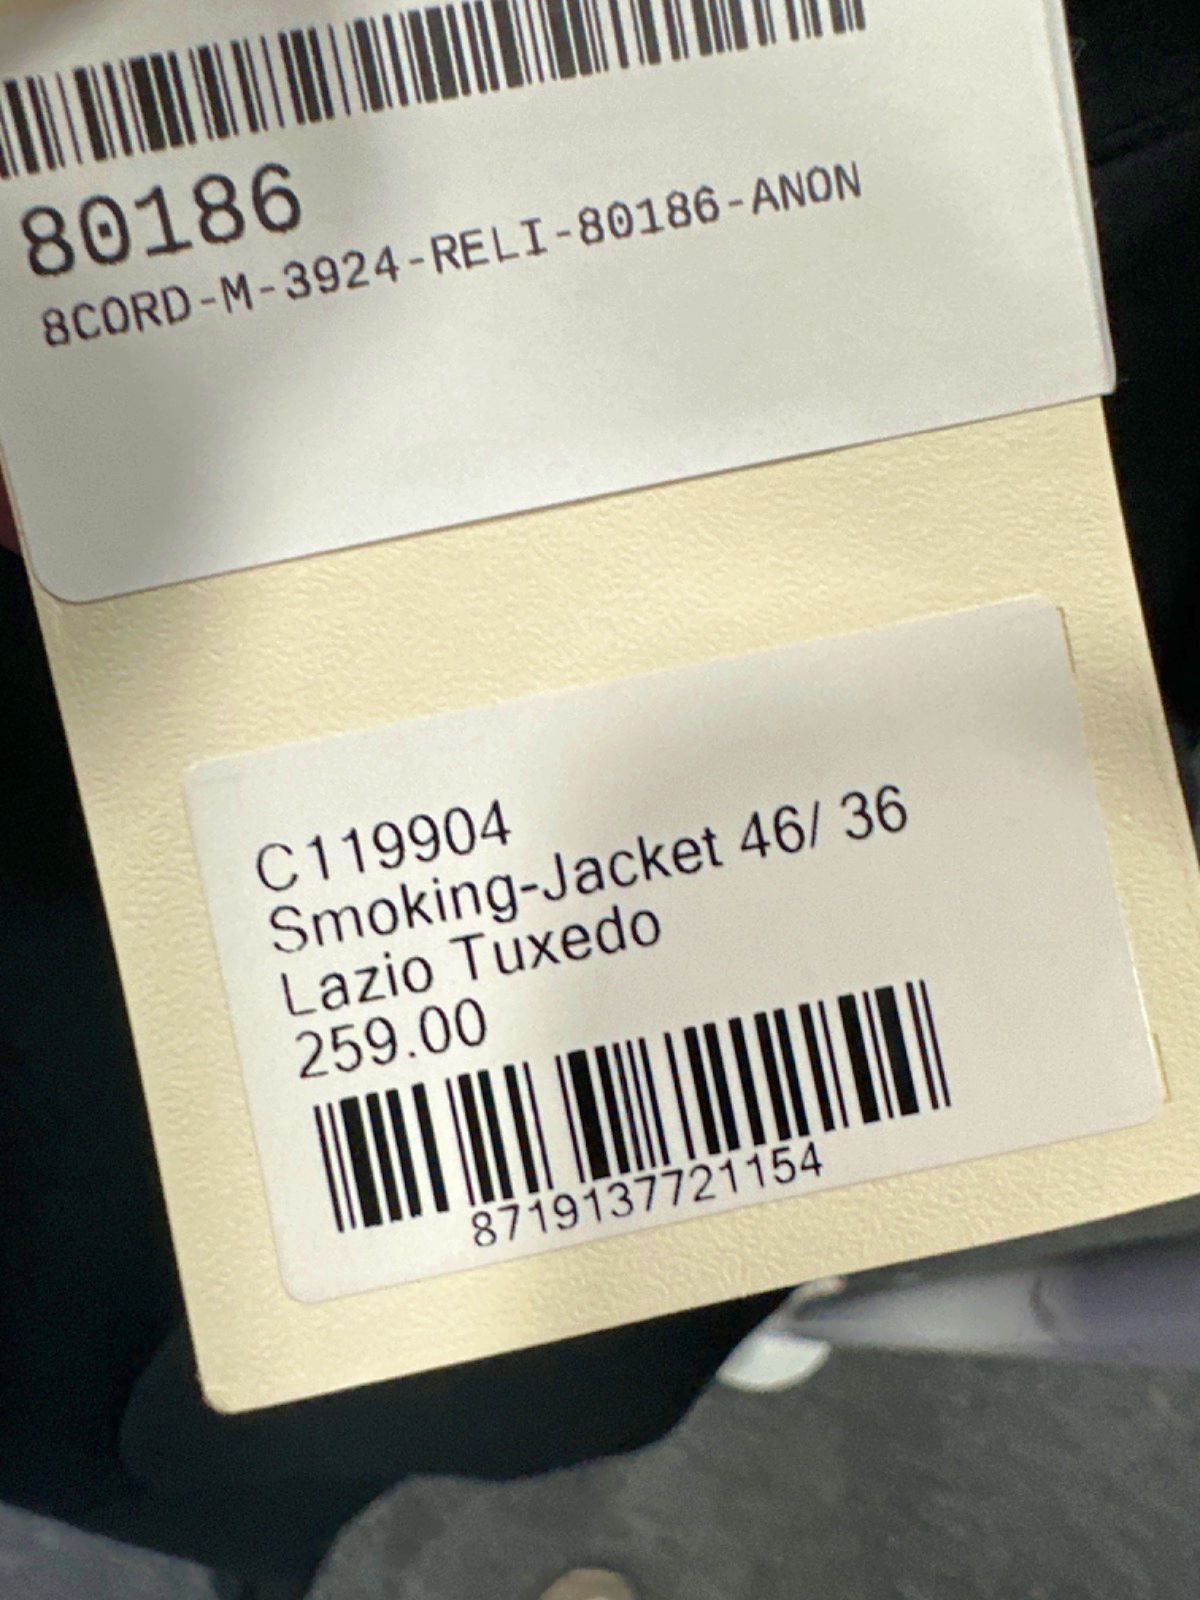 80186
8CORD-M-3924-RELI-80186-ANON
C119904
Smoking-Jacket 46/ 36
Lazio Tuxedo
259.00
8719137721154